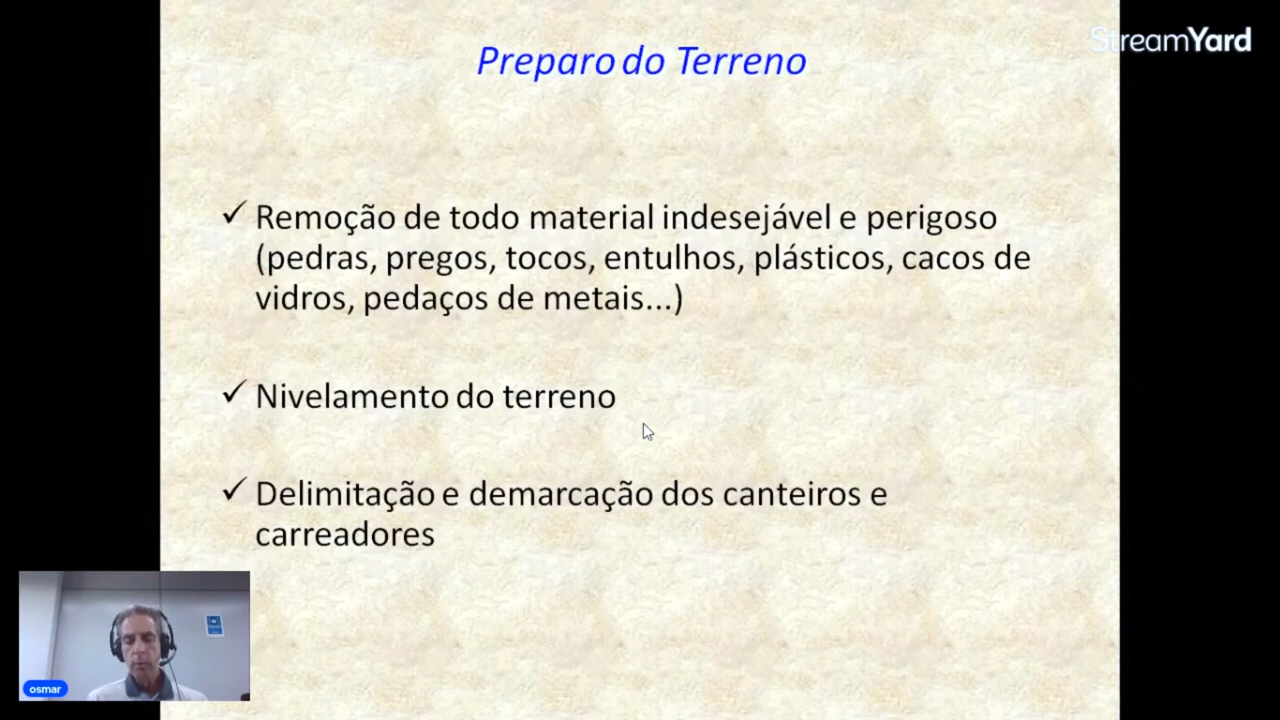 StreamYard
Preparo do Terreno
✓ Remoção de todo material indesejável e perigoso
(pedras, pregos, tocos, entulhos, plásticos, cacos de
vidros, pedaços de metais...)
✓ Nivelamento do terreno
✓ Delimitação e demarcação dos canteiros e
carreadores
osmar